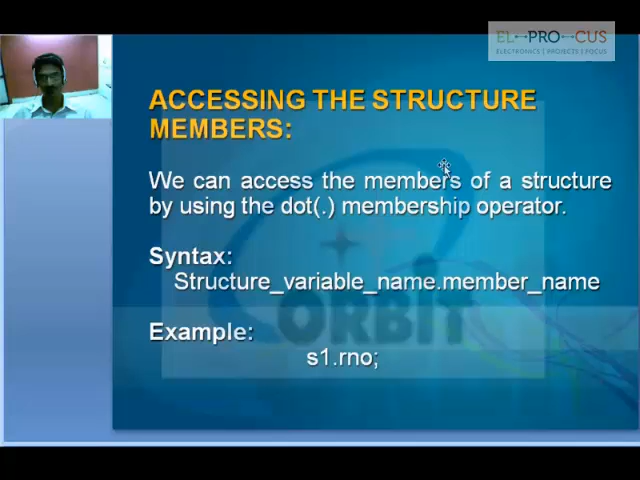 EL PRO CUS
ELECTRONICS | PROJECTS | FOCUS
ACCESSING THE STRUCTURE
MEMBERS:
We can access the members of a structure
by using the dot(.) membership operator.
Syntax:
Structure_variable_name.member_name
ORBIT
Example:
s1.rno;